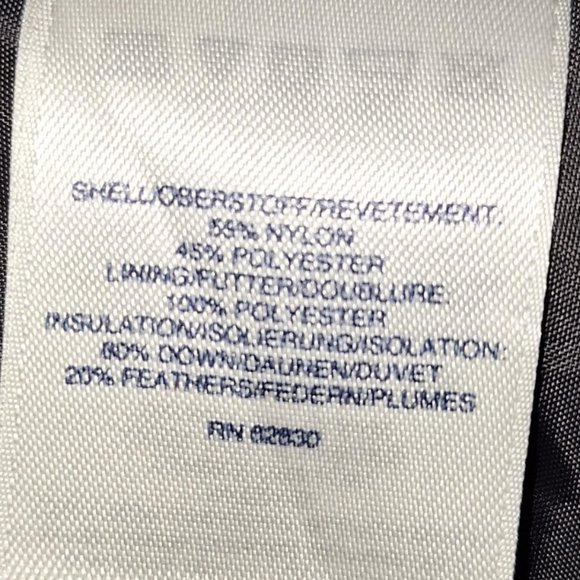 SHELL/OBERSTOFF/REVETEMENT:
55% NYLON
45% POLYESTER
LINING/FUTTER/DOUBLURE:
100% POLYESTER
INSULATION/ISOLIERUNG/ISOLATION:
80% DOWN/DAUNEN/DUVET
20% FEATHERS/FEDERN/PLUMES
RN 62830